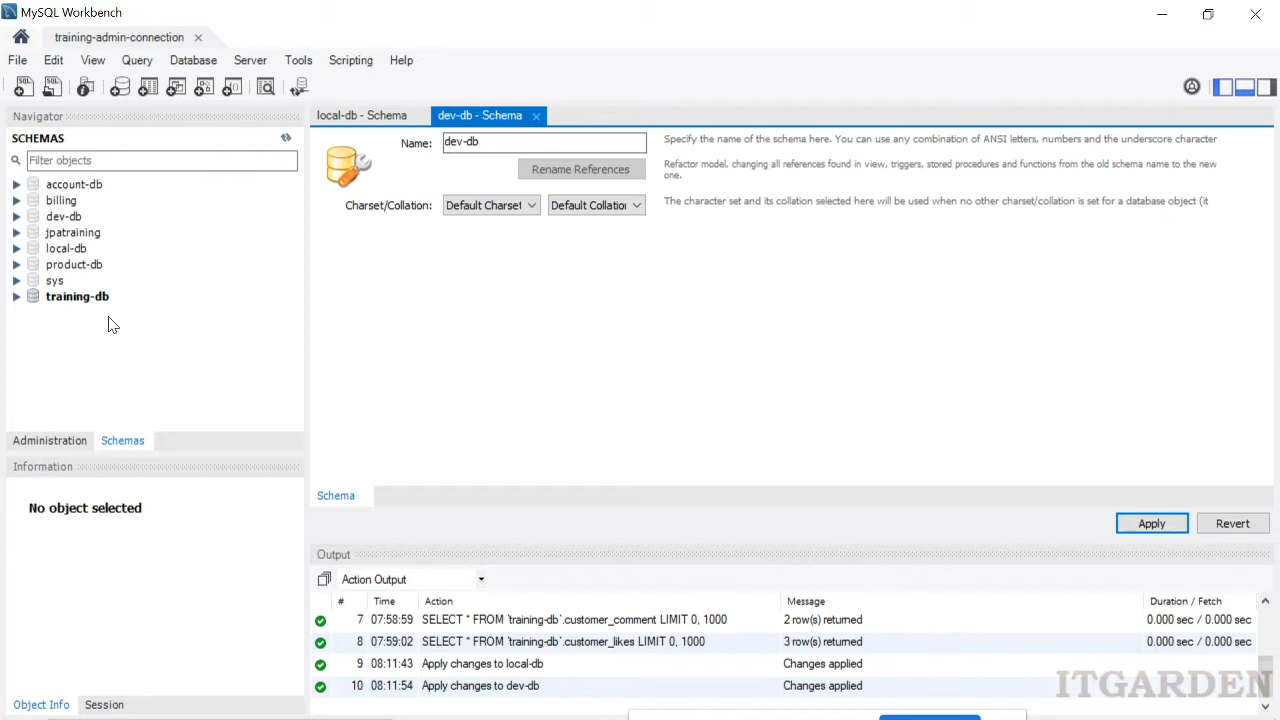 MySQL Workbench
training-admin-connection
File Edit View Query Database Server Tools Scripting Help
Navigator
SCHEMAS
Filter objects
account-db
billing
dev-db
jpatraining
local-db
product-db
sys
training-db
Administration Schemas
Information
No object selected
Object Info Session
local-db - Schema dev-db - Schema
Name: dev-db
Specify the name of the schema here. You can use any combination of ANSI letters, numbers and the underscore character
Rename References
Refactor model, changing all references found in view, triggers, stored procedures and functions from the old schema name to the new
one.
Charset/Collation: Default Charset Default Collation
The character set and its collation selected here will be used when no other charset/collation is set for a database object (it
Schema
Apply Revert
Output
Action Output
# Time Action Message Duration / Fetch
7 07:58:59 SELECT * FROM `training-db`.customer_comment LIMIT 0, 1000 2 row(s) returned 0.000 sec / 0.000 sec
8 07:59:02 SELECT * FROM `training-db`.customer_likes LIMIT 0, 1000 3 row(s) returned 0.000 sec / 0.000 sec
9 08:11:43 Apply changes to local-db Changes applied
10 08:11:54 Apply changes to dev-db Changes applied
ITGARDEN